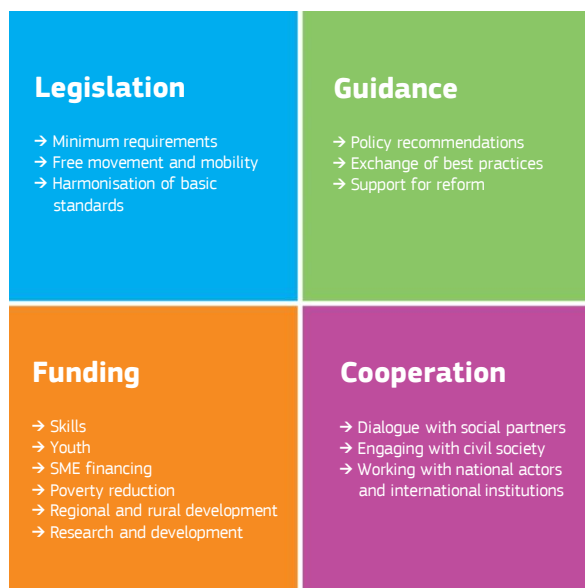 Legislation
→ Minimum requirements
→ Free movement and mobility
→ Harmonisation of basic
standards
Guidance
→ Policy recommendations
→ Exchange of best practices
→ Support for reform
Funding
→ Skills
→ Youth
→ SME financing
→ Poverty reduction
→ Regional and rural development
→ Research and development
Cooperation
→ Dialogue with social partners
→ Engaging with civil society
→ Working with national actors
and international institutions